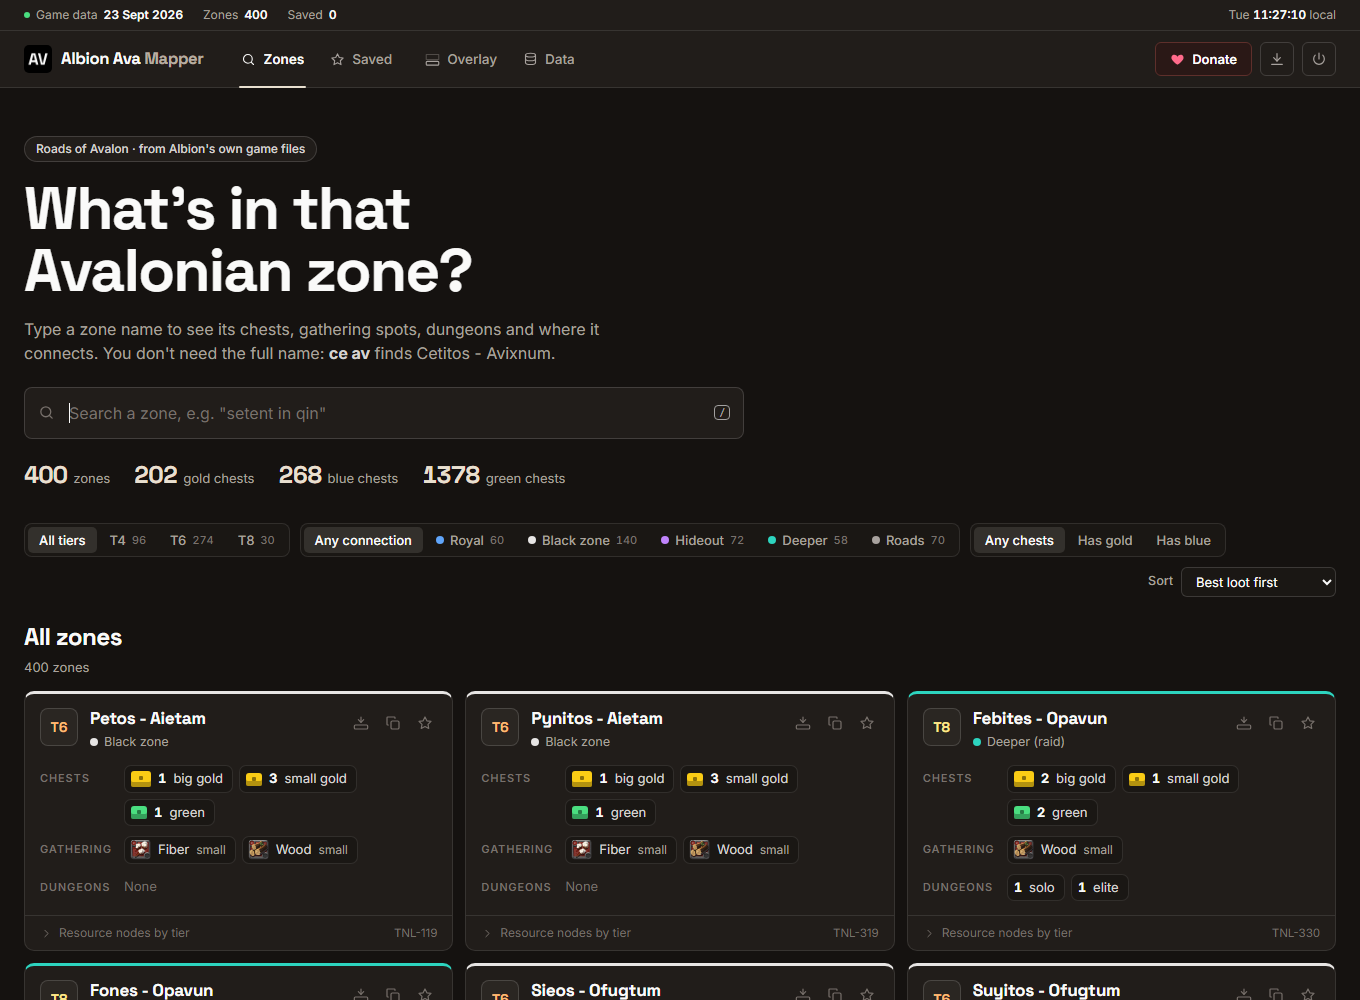 Game data 23 Sept 2026 Zones 400 Saved 0 Tue 11:27:10 local
AV Albion Ava Mapper Zones Saved Overlay Data Donate
Roads of Avalon · from Albion's own game files
What's in that
Avalonian zone?
Type a zone name to see its chests, gathering spots, dungeons and where it
connects. You don't need the full name: ce av finds Cetitos - Avixnum.
Search a zone, e.g. "setent in qin" /
400 zones 202 gold chests 268 blue chests 1378 green chests
All tiers T4 96 T6 274 T8 30 Any connection Royal 60 Black zone 140 Hideout 72 Deeper 58 Roads 70 Any chests Has gold Has blue
Sort Best loot first
All zones
400 zones
T6 Petos - Aietam
Black zone
CHESTS 1 big gold 3 small gold
1 green
GATHERING Fiber small Wood small
DUNGEONS None
Resource nodes by tier TNL-119
T6 Pynitos - Aietam
Black zone
CHESTS 1 big gold 3 small gold
1 green
GATHERING Fiber small Wood small
DUNGEONS None
Resource nodes by tier TNL-319
T8 Febites - Opavun
Deeper (raid)
CHESTS 2 big gold 1 small gold
2 green
GATHERING Wood small
DUNGEONS 1 solo 1 elite
Resource nodes by tier TNL-330
T8 Fones - Opavun
T6 Sieos - Ofugtum
T6 Suyitos - Ofugtum